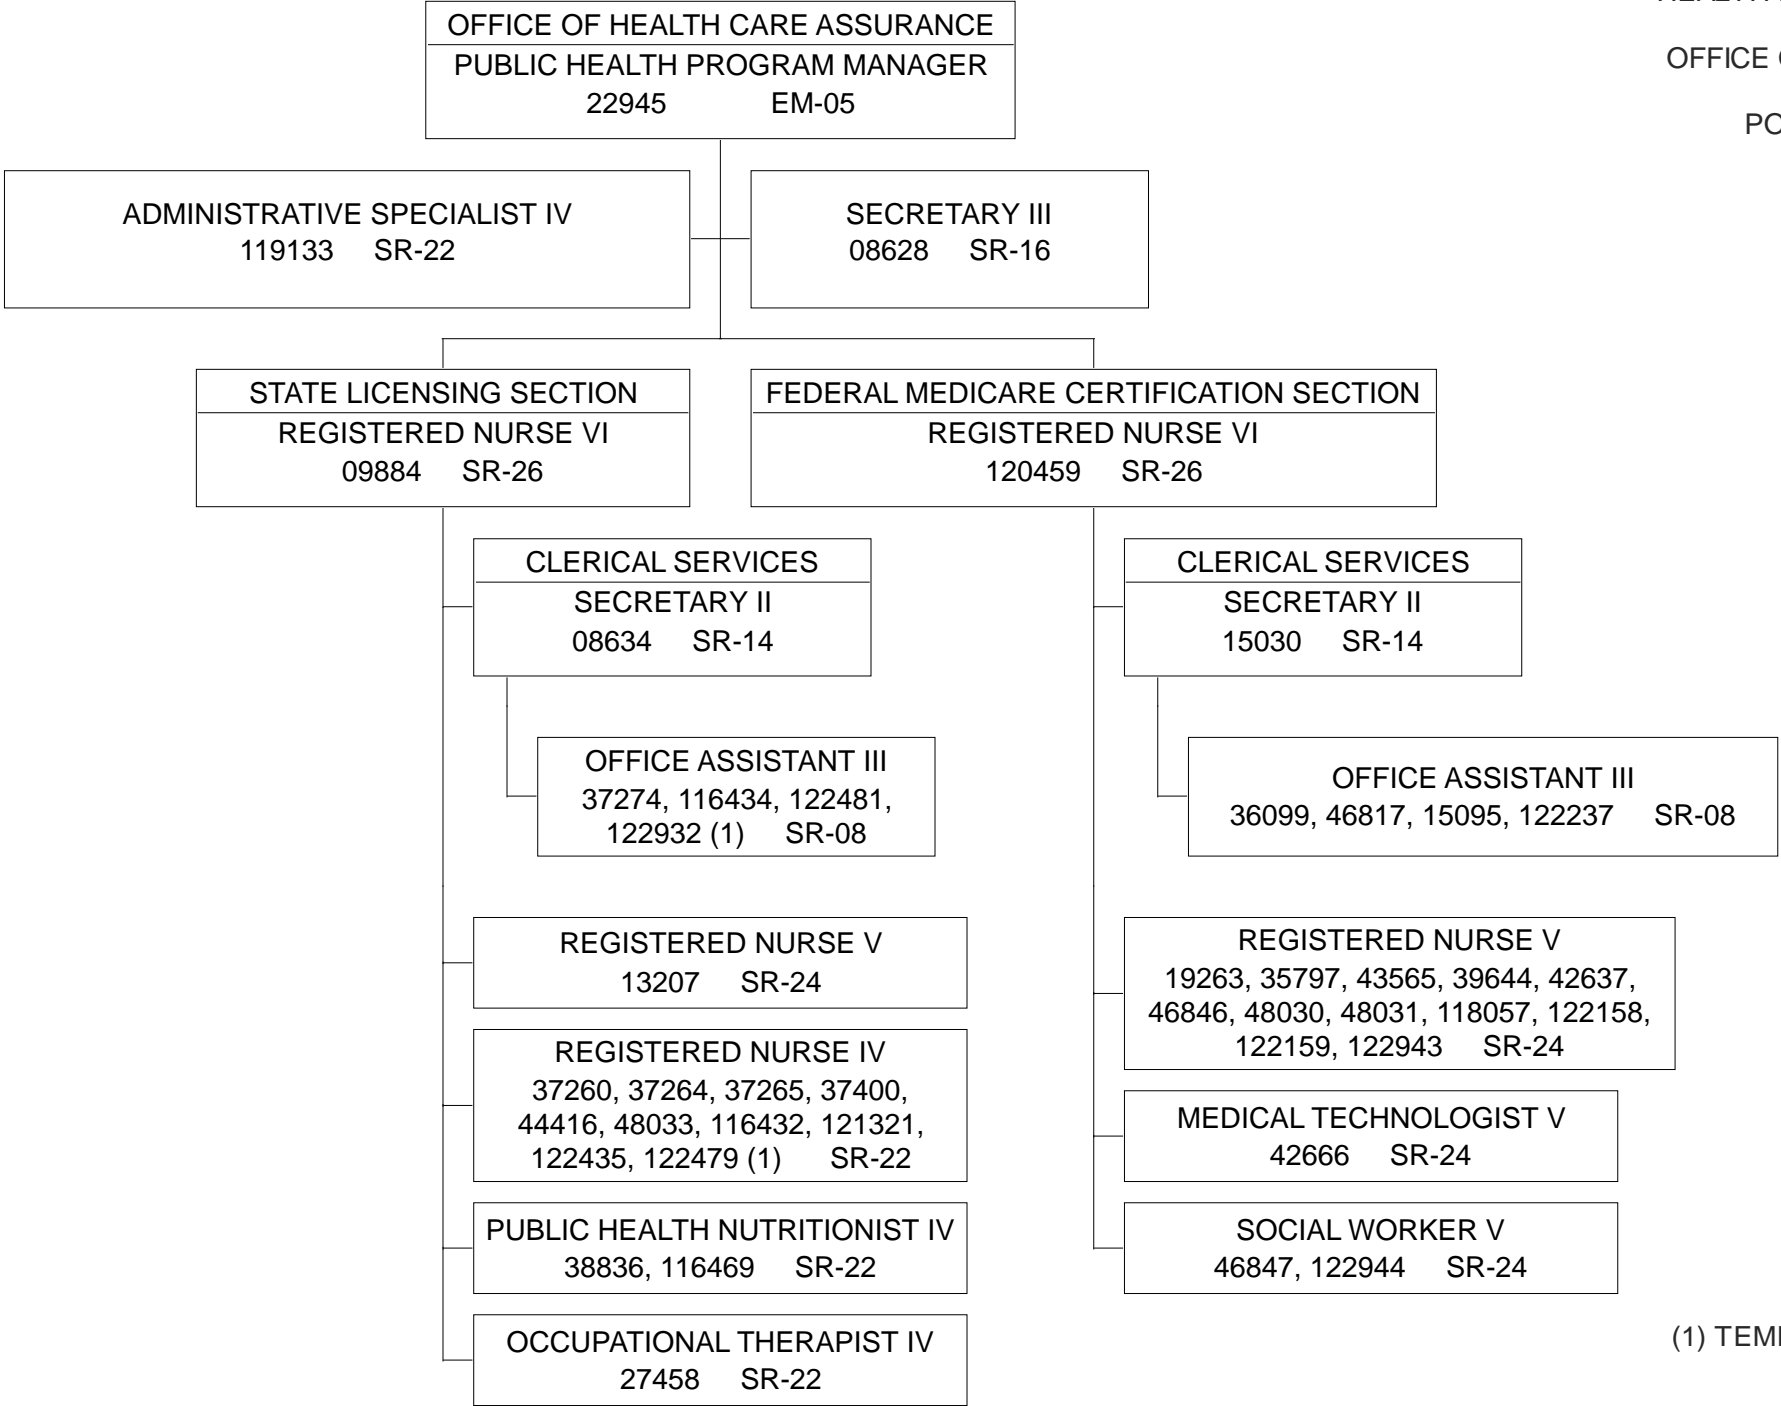 OFFICE OF HEALTH CARE ASSURANCE
PUBLIC HEALTH PROGRAM MANAGER
22945 EM-05
OFFICE
ADMINISTRATIVE SPECIALIST IV
119133 SR-22
SECRETARY III
08628 SR-16
STATE LICENSING SECTION
REGISTERED NURSE VI
09884 SR-26
FEDERAL MEDICARE CERTIFICATION SECTION
REGISTERED NURSE VI
120459 SR-26
CLERICAL SERVICES
SECRETARY II
08634 SR-14
OFFICE ASSISTANT III
37274, 116434, 122481,
122932 (1) SR-08
REGISTERED NURSE V
13207 SR-24
REGISTERED NURSE IV
37260, 37264, 37265, 37400,
44416, 48033, 116432, 121321,
122435, 122479 (1) SR-22
PUBLIC HEALTH NUTRITIONIST IV
38836, 116469 SR-22
OCCUPATIONAL THERAPIST IV
27458 SR-22
CLERICAL SERVICES
SECRETARY II
15030 SR-14
OFFICE ASSISTANT III
36099, 46817, 15095, 122237 SR-08
REGISTERED NURSE V
19263, 35797, 43565, 39644, 42637,
46846, 48030, 48031, 118057, 122158,
122159, 122943 SR-24
MEDICAL TECHNOLOGIST V
42666 SR-24
SOCIAL WORKER V
46847, 122944 SR-24
(1)